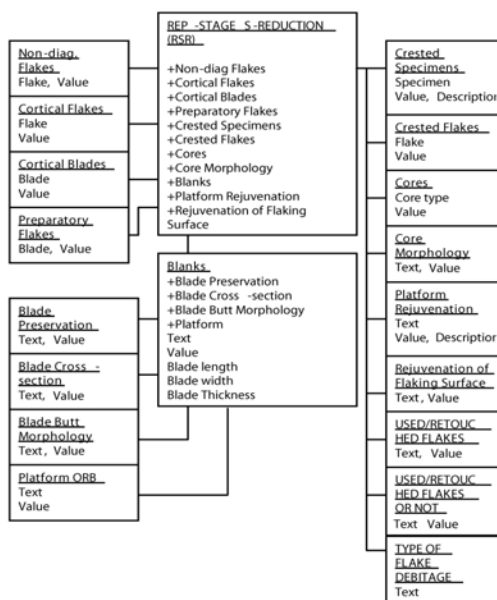 Non-diag.
Flakes
Flake, Value
Cortical Flakes
Flake
Value
Cortical Blades
Blade
Value
Preparatory
Flakes
Blade, Value
REP -STAGE S -REDUCTION
(RSR)
+Non-diag Flakes
+Cortical Flakes
+Cortical Blades
+Preparatory Flakes
+Crested Specimens
+Crested Flakes
+Cores
+Core Morphology
+Blanks
+Platform Rejuvenation
+Rejuvenation of Flaking
Surface
Blanks
+Blade Preservation
+Blade Cross -section
+Blade Butt Morphology
+Platform
Text
Value
Blade length
Blade width
Blade Thickness
Blade
Preservation
Text, Value
Blade Cross -
section
Text, Value
Blade Butt
Morphology
Text, Value
Platform ORB
Text
Value
Crested
Specimens
Specimen
Value, Description
Crested Flakes
Flake
Value
Cores
Core type
Value
Core
Morphology
Text, Value
Platform
Rejuvenation
Text
Value, Description
Rejuvenation of
Flaking Surface
Text, Value
USED/RETOUC
HED FLAKES
Text, Value
USED/RETOUC
HED FLAKES
OR NOT
Text Value
TYPE OF
FLAKE
DEBITAGE
Text